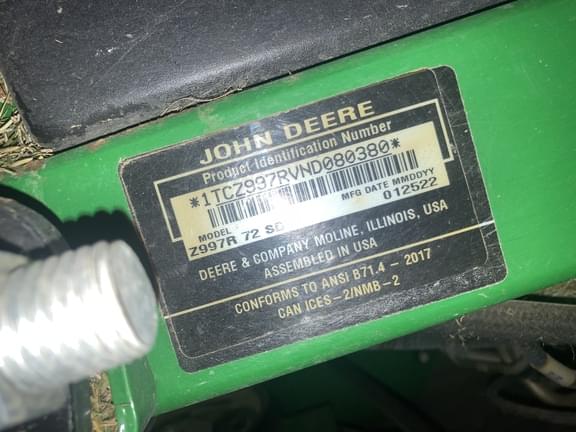 JOHN DEERE
Product Identification Number
*1TCZ997RVND080380*
MODEL
MFG DATE MMDDYY
Z997R 72 SD
012522
DEERE & COMPANY MOLINE, ILLINOIS, USA
ASSEMBLED IN USA
CONFORMS TO ANSI B71.4 - 2017
CAN ICES-2/NMB-2